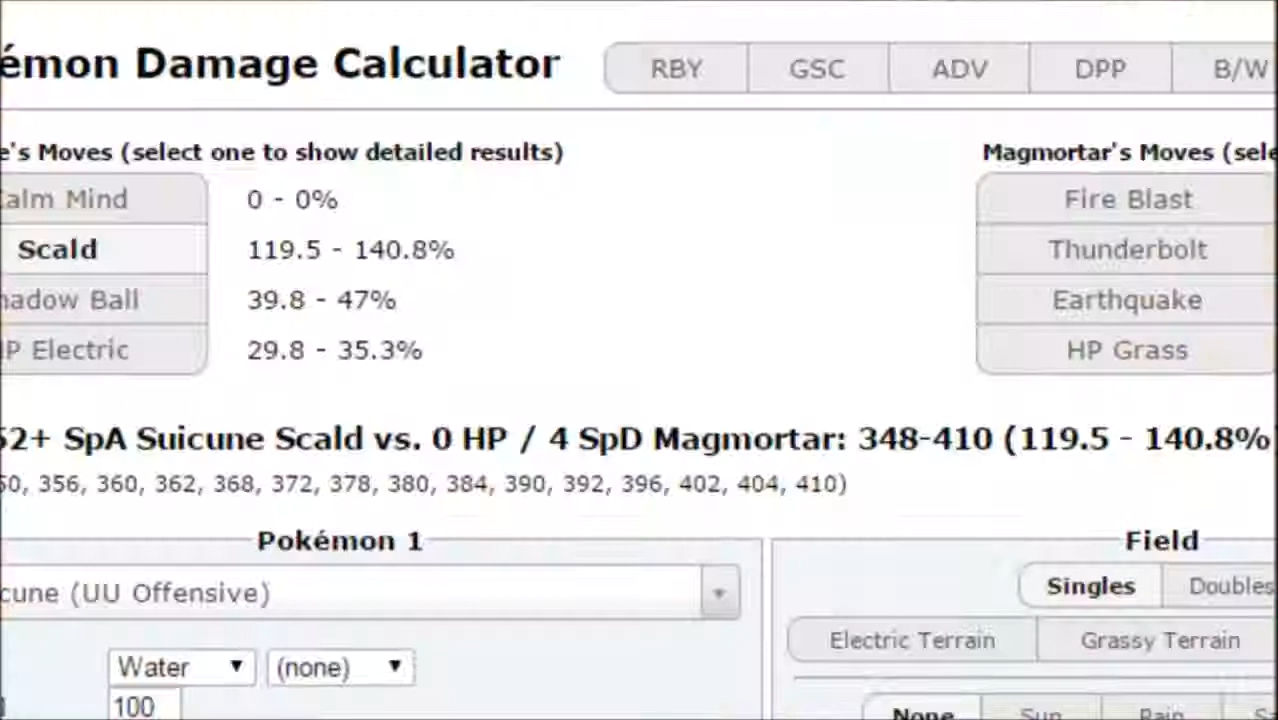 émon Damage Calculator RBY GSC ADV DPP B/W
e's Moves (select one to show detailed results) Magmortar's Moves (sele
Calm Mind 0 - 0% Fire Blast
Scald 119.5 - 140.8% Thunderbolt
hadow Ball 39.8 - 47% Earthquake
HP Electric 29.8 - 35.3% HP Grass
52+ SpA Suicune Scald vs. 0 HP / 4 SpD Magmortar: 348-410 (119.5 - 140.8%
50, 356, 360, 362, 368, 372, 378, 380, 384, 390, 392, 396, 402, 404, 410)
Pokémon 1 Field
cune (UU Offensive) Singles Doubles
Electric Terrain Grassy Terrain
Water (none)
100
None Sun Rain